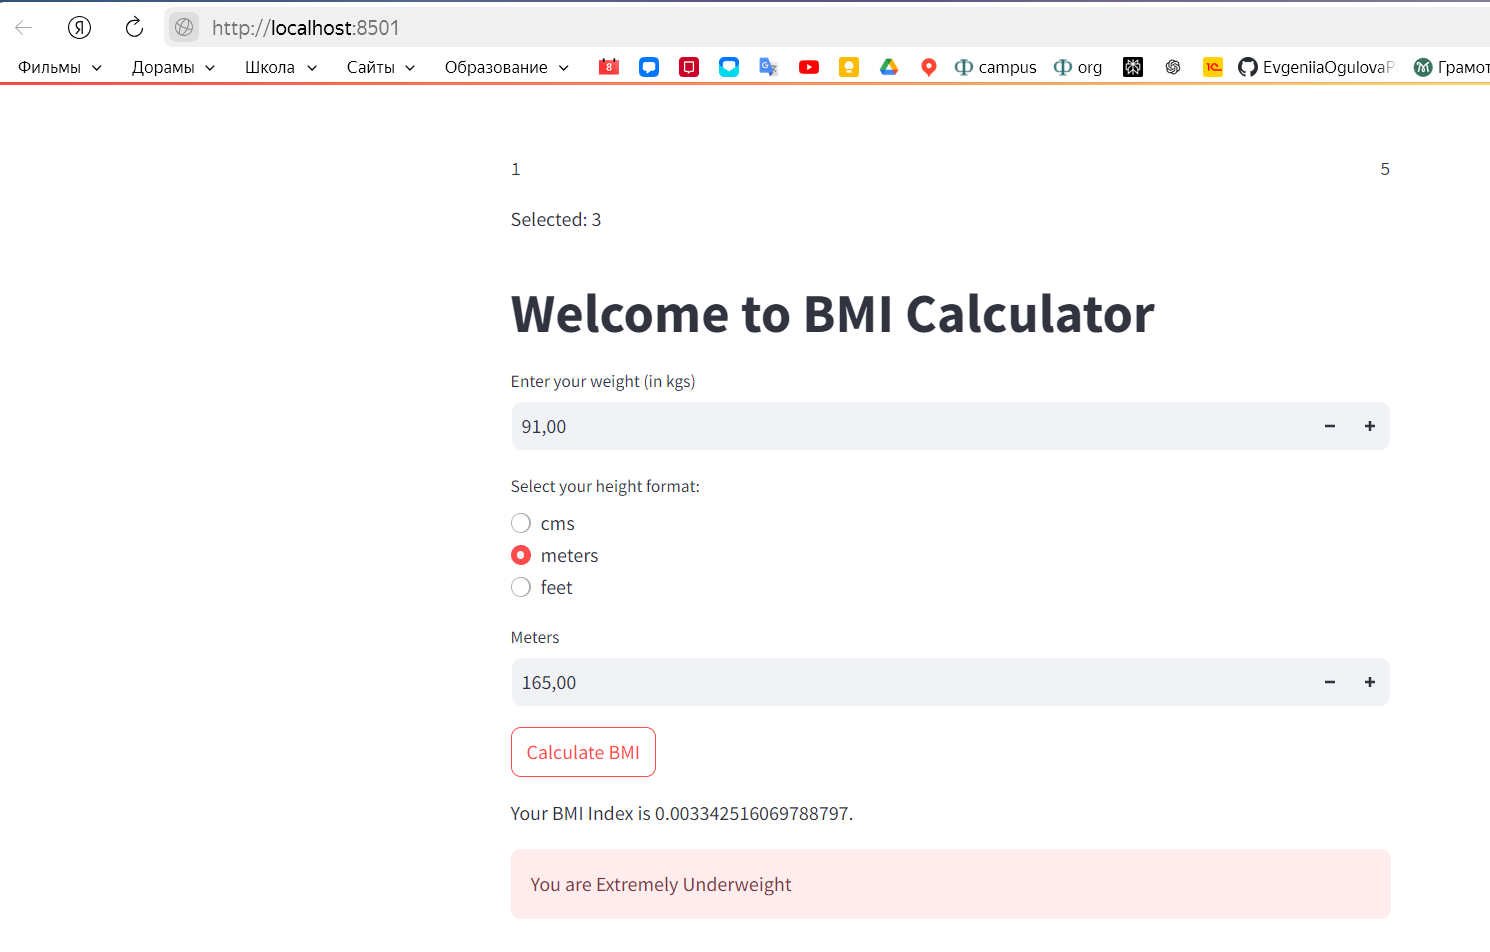 http://localhost:8501
Фильмы Дорамы Школа Сайты Образование 8 campus org 1С EvgeniiaOgulovaP Грамот
1 5
Selected: 3
Welcome to BMI Calculator
Enter your weight (in kgs)
91,00
Select your height format:
cms
meters
feet
Meters
165,00
Calculate BMI
Your BMI Index is 0.003342516069788797.
You are Extremely Underweight